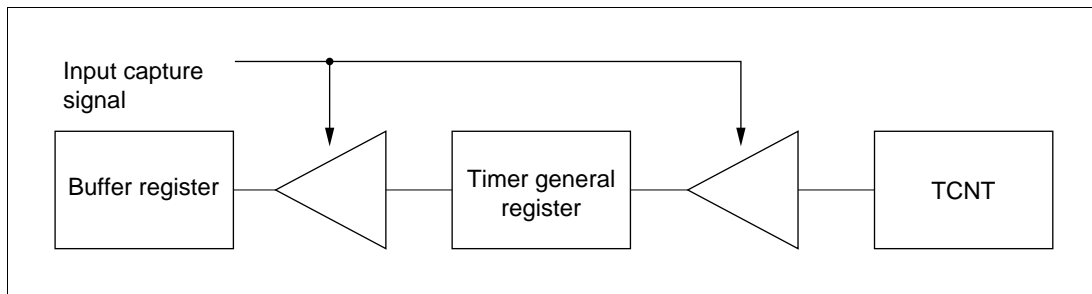 Input capture
signal
Buffer register
Timer general
register
TCNT